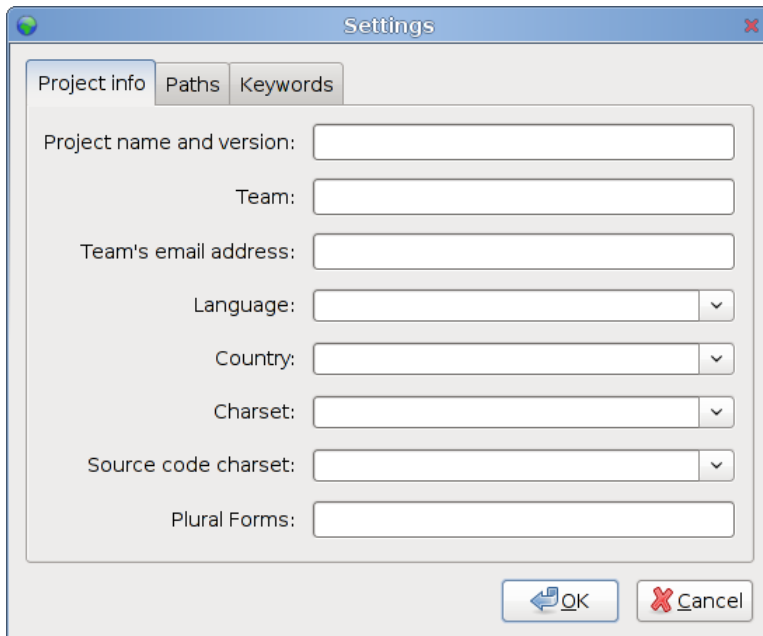 Settings
Project info Paths Keywords
Project name and version:
Team:
Team's email address:
Language:
Country:
Charset:
Source code charset:
Plural Forms:
OK Cancel